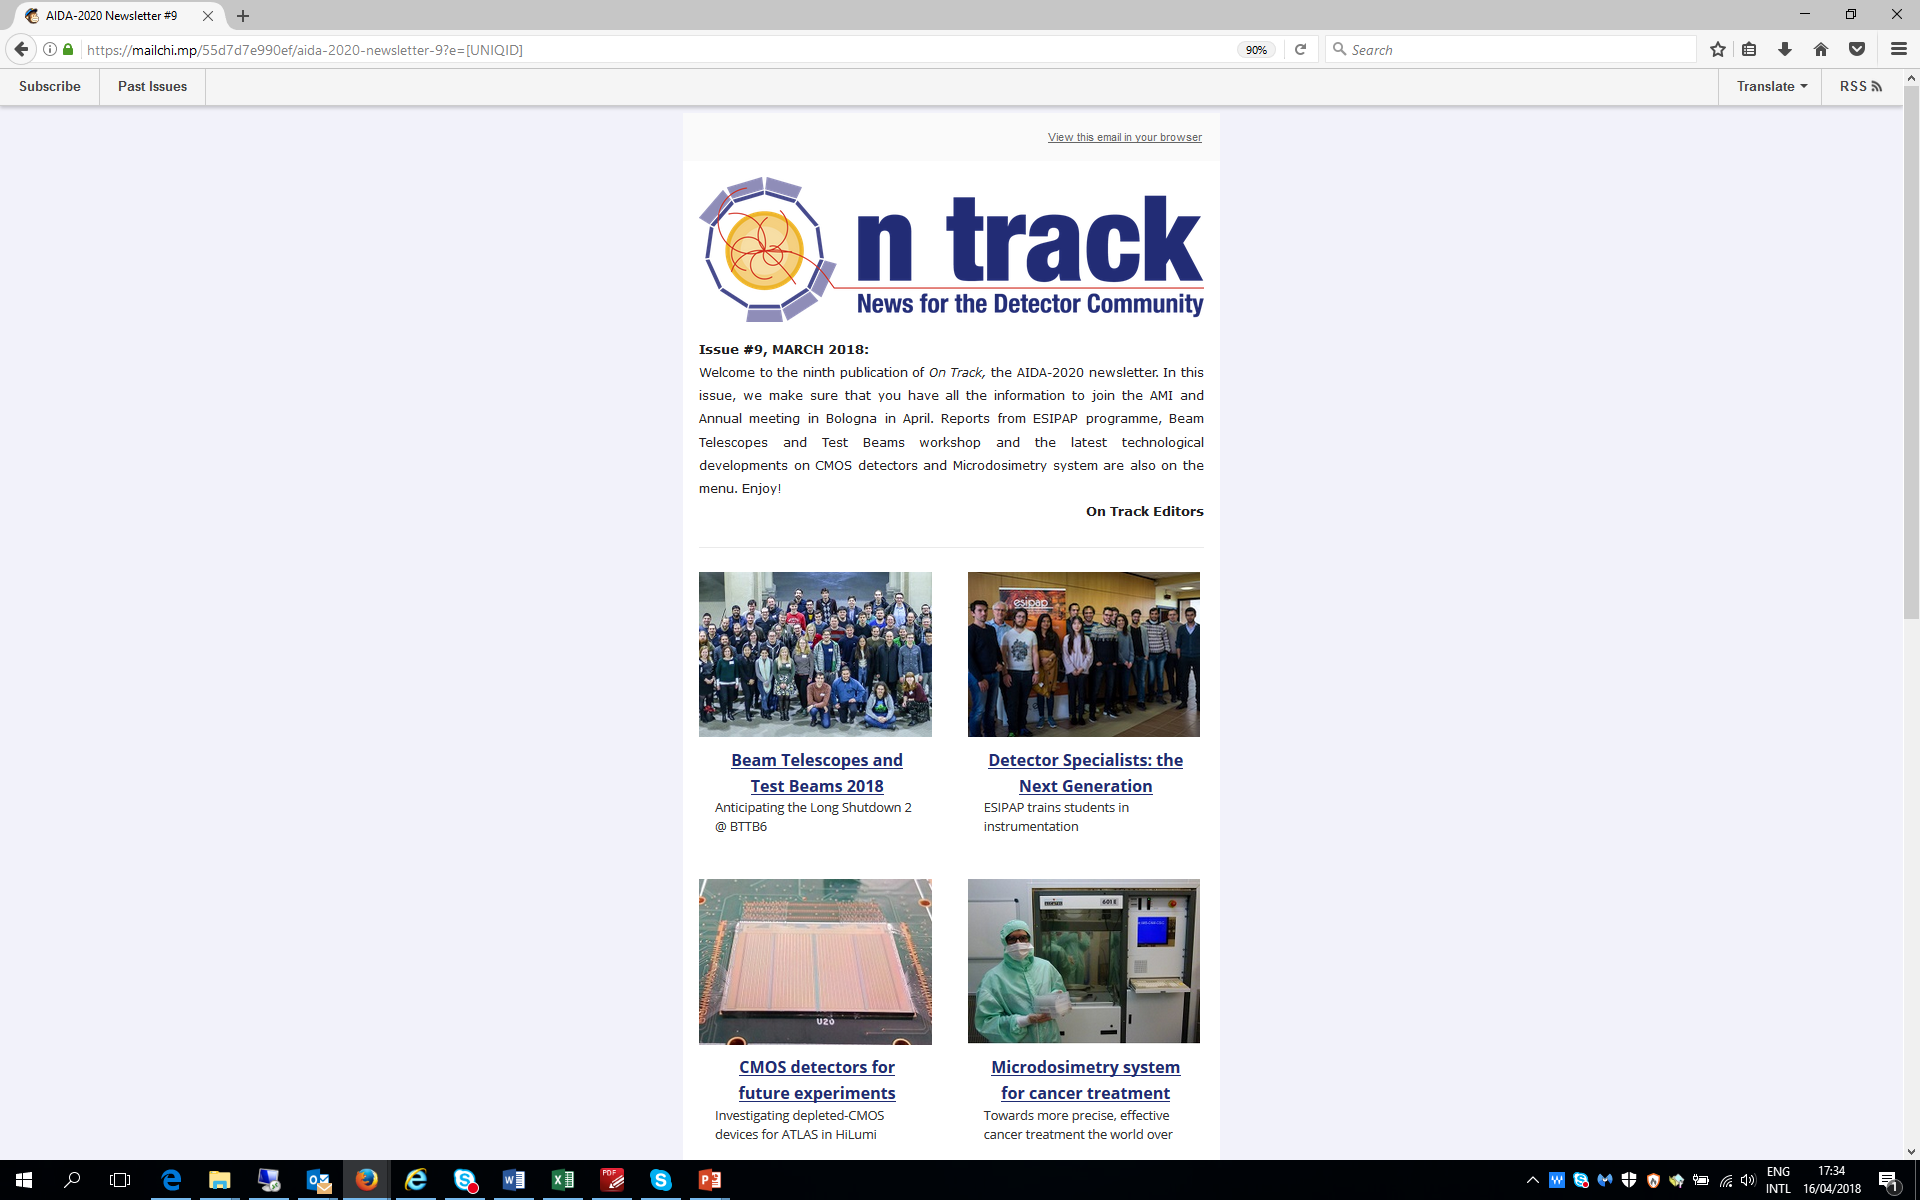 AIDA-2020 Newsletter #9
https://mailchi.mp/55d7d7e990ef/aida-2020-newsletter-9?e=[UNIQID]
90%
Search
Subscribe
Past Issues
Translate
RSS
View this email in your browser
n track
News for the Detector Community
Issue #9, MARCH 2018:
Welcome to the ninth publication of On Track, the AIDA-2020 newsletter. In this
issue, we make sure that you have all the information to join the AMI and
Annual meeting in Bologna in April. Reports from ESIPAP programme, Beam
Telescopes and Test Beams workshop and the latest technological
developments on CMOS detectors and Microdosimetry system are also on the
menu. Enjoy!
On Track Editors
esipap
Beam Telescopes and
Test Beams 2018
Anticipating the Long Shutdown 2
@ BTTB6
Detector Specialists: the
Next Generation
ESIPAP trains students in
instrumentation
U20
601E
CMOS detectors for
future experiments
Investigating depleted-CMOS
devices for ATLAS in HiLumi
Microdosimetry system
for cancer treatment
Towards more precise, effective
cancer treatment the world over
PDF
ENG
INTL
17:34
16/04/2018
1